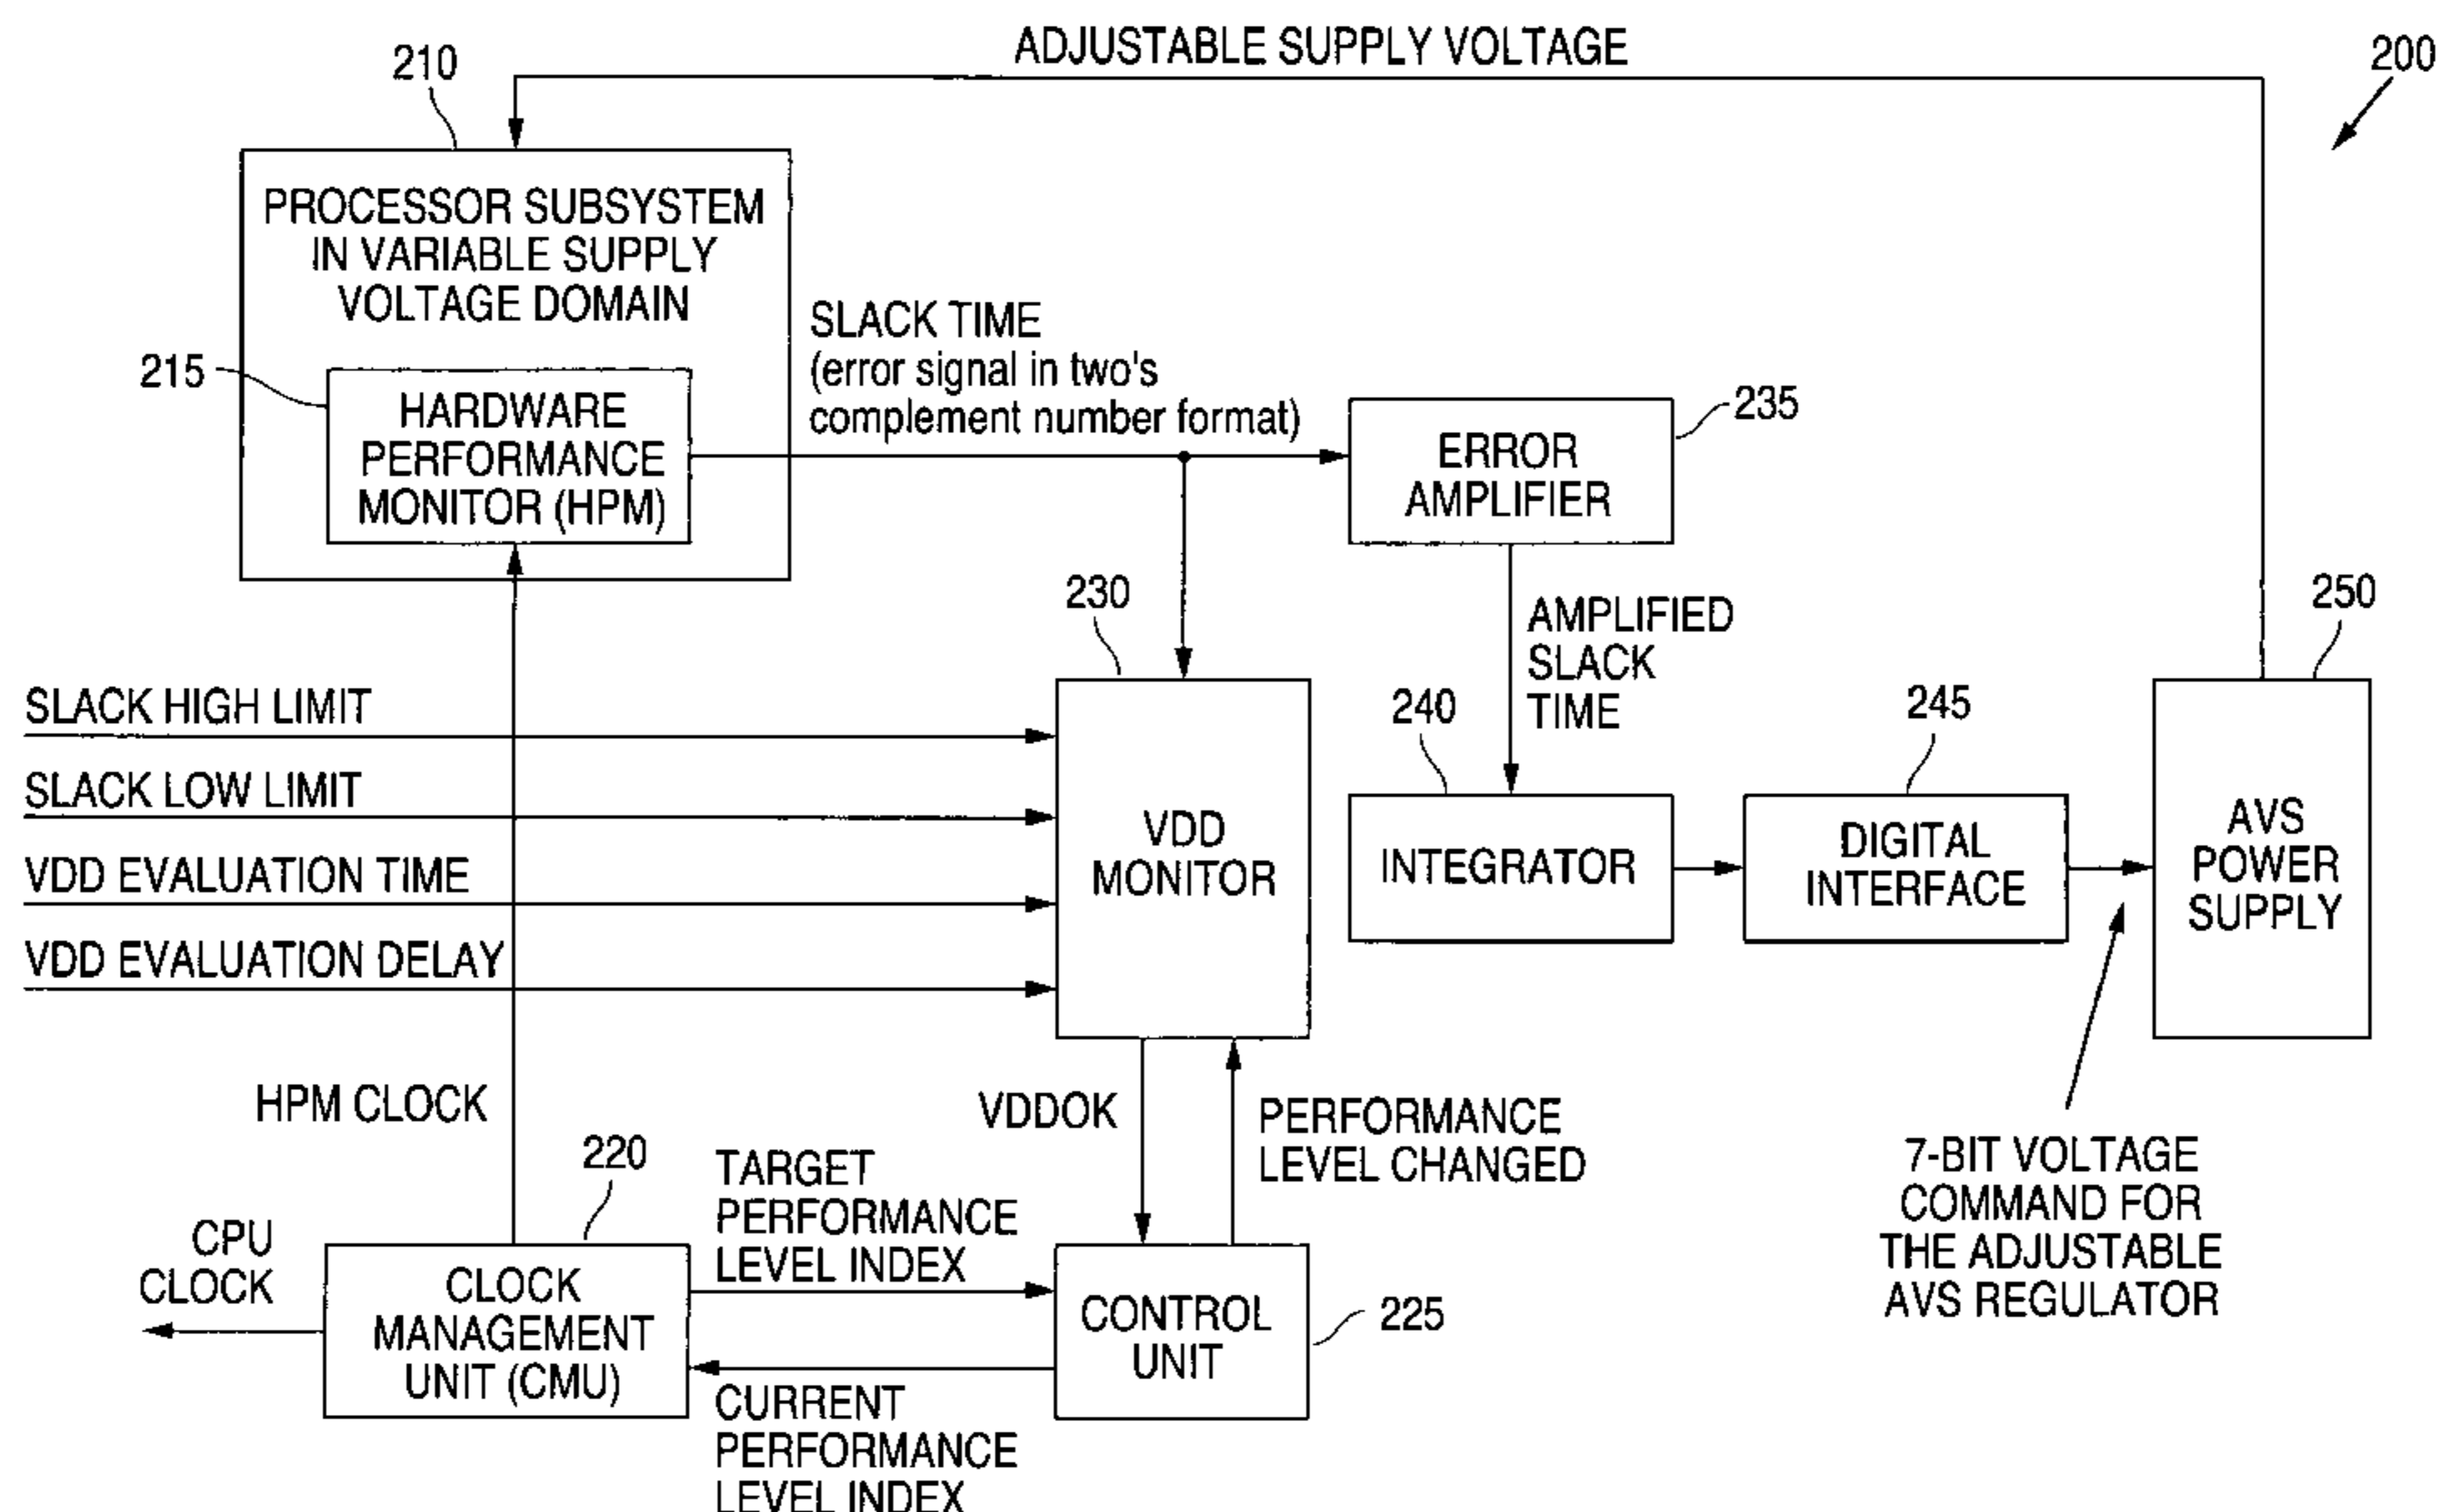 ADJUSTABLE SUPPLY VOLTAGE
200
210
PROCESSOR SUBSYSTEM
IN VARIABLE SUPPLY
VOLTAGE DOMAIN
215
HARDWARE
PERFORMANCE
MONITOR (HPM)
SLACK TIME
(error signal in two's
complement number format)
235
ERROR
AMPLIFIER
230
AMPLIFIED
SLACK
TIME
250
SLACK HIGH LIMIT
SLACK LOW LIMIT
VDD EVALUATION TIME
VDD EVALUATION DELAY
VDD
MONITOR
240
INTEGRATOR
245
DIGITAL
INTERFACE
AVS
POWER
SUPPLY
HPM CLOCK
VDDOK
PERFORMANCE
LEVEL CHANGED
7-BIT VOLTAGE
COMMAND FOR
THE ADJUSTABLE
AVS REGULATOR
220
CPU
CLOCK
CLOCK
MANAGEMENT
UNIT (CMU)
TARGET
PERFORMANCE
LEVEL INDEX
CONTROL
UNIT
225
CURRENT
PERFORMANCE
LEVEL INDEX